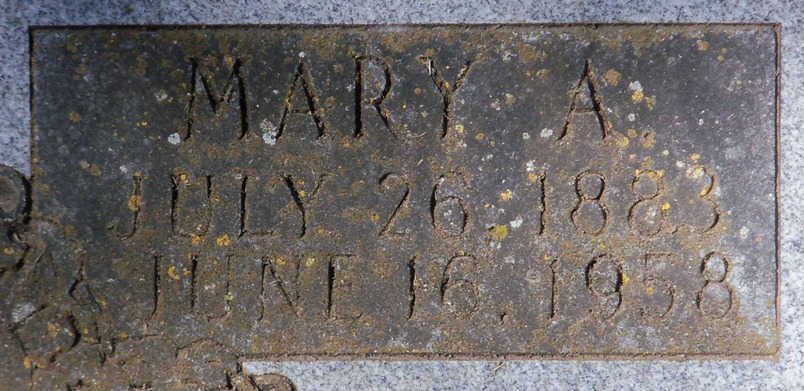 MARY A.
JULY 26, 1883
JUNE 16, 1958